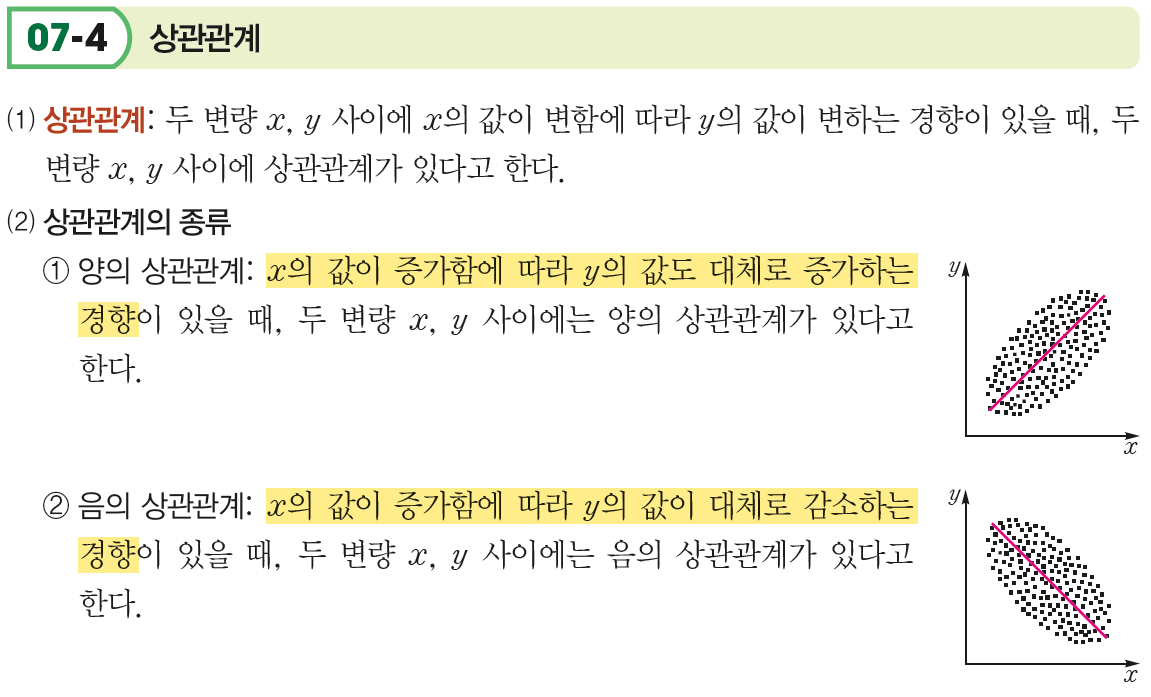 07-4 상관관계
(1) 상관관계: 두 변량 x, y 사이에 x의 값이 변함에 따라 y의 값이 변하는 경향이 있을 때, 두
변량 x, y 사이에 상관관계가 있다고 한다.
(2) 상관관계의 종류
① 양의 상관관계: x의 값이 증가함에 따라 y의 값도 대체로 증가하는
경향이 있을 때, 두 변량 x, y 사이에는 양의 상관관계가 있다고
한다.
y
x
② 음의 상관관계: x의 값이 증가함에 따라 y의 값이 대체로 감소하는
경향이 있을 때, 두 변량 x, y 사이에는 음의 상관관계가 있다고
한다.
y
x